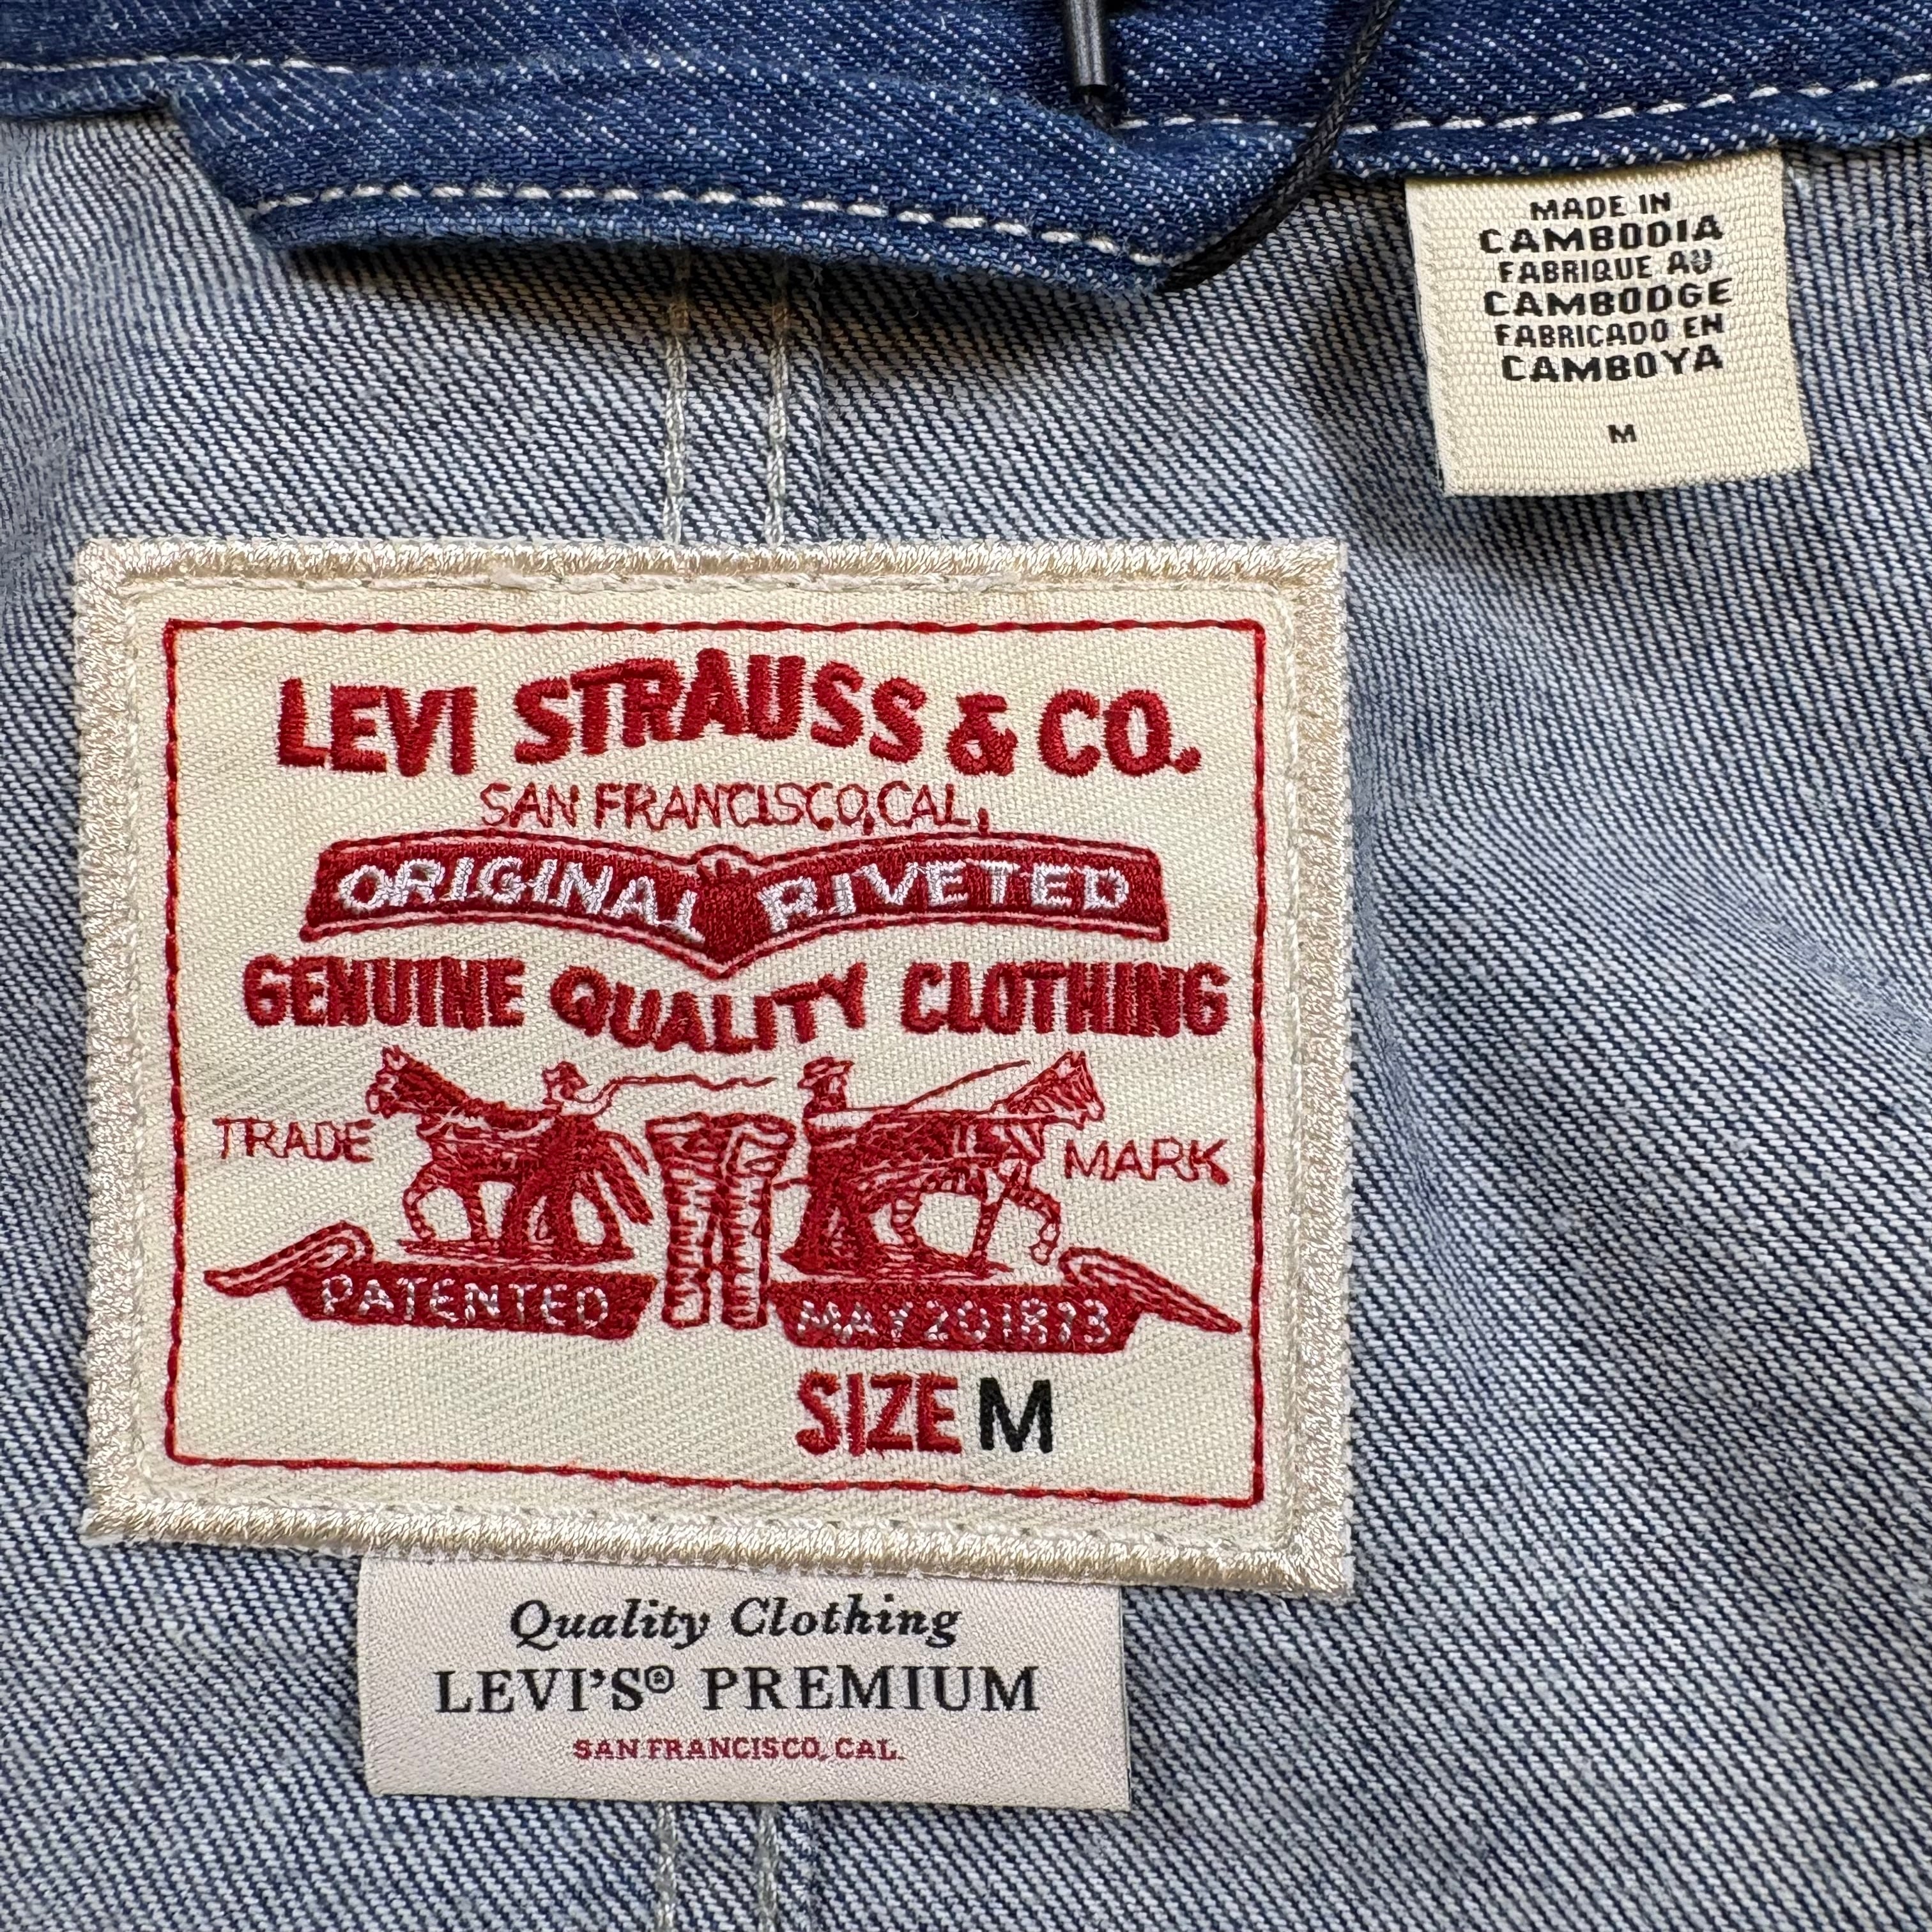 MADE IN
CAMBODIA
FABRIQUE AU
CAMBODGE
FABRICADO EN
CAMBOYA
M
LEVI STRAUSS & CO.
SAN FRANCISCO, CAL.
ORIGINAL RIVETED
GENUINE QUALITY CLOTHING
TRADE MARK
PATENTED MAY 20 1873
SIZE M
Quality Clothing
LEVI'S® PREMIUM
SAN FRANCISCO, CAL.